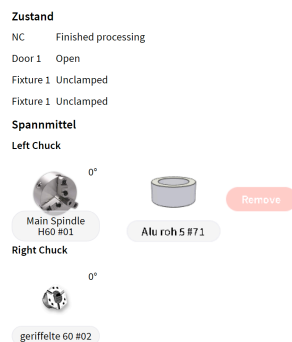 Zustand
NC Finished processing
Door 1 Open
Fixture 1 Unclamped
Fixture 1 Unclamped
Spannmittel
Left Chuck
0°
Main Spindle
H60 #01
Alu roh 5 #71
Remove
Right Chuck
0°
geriffelte 60 #02